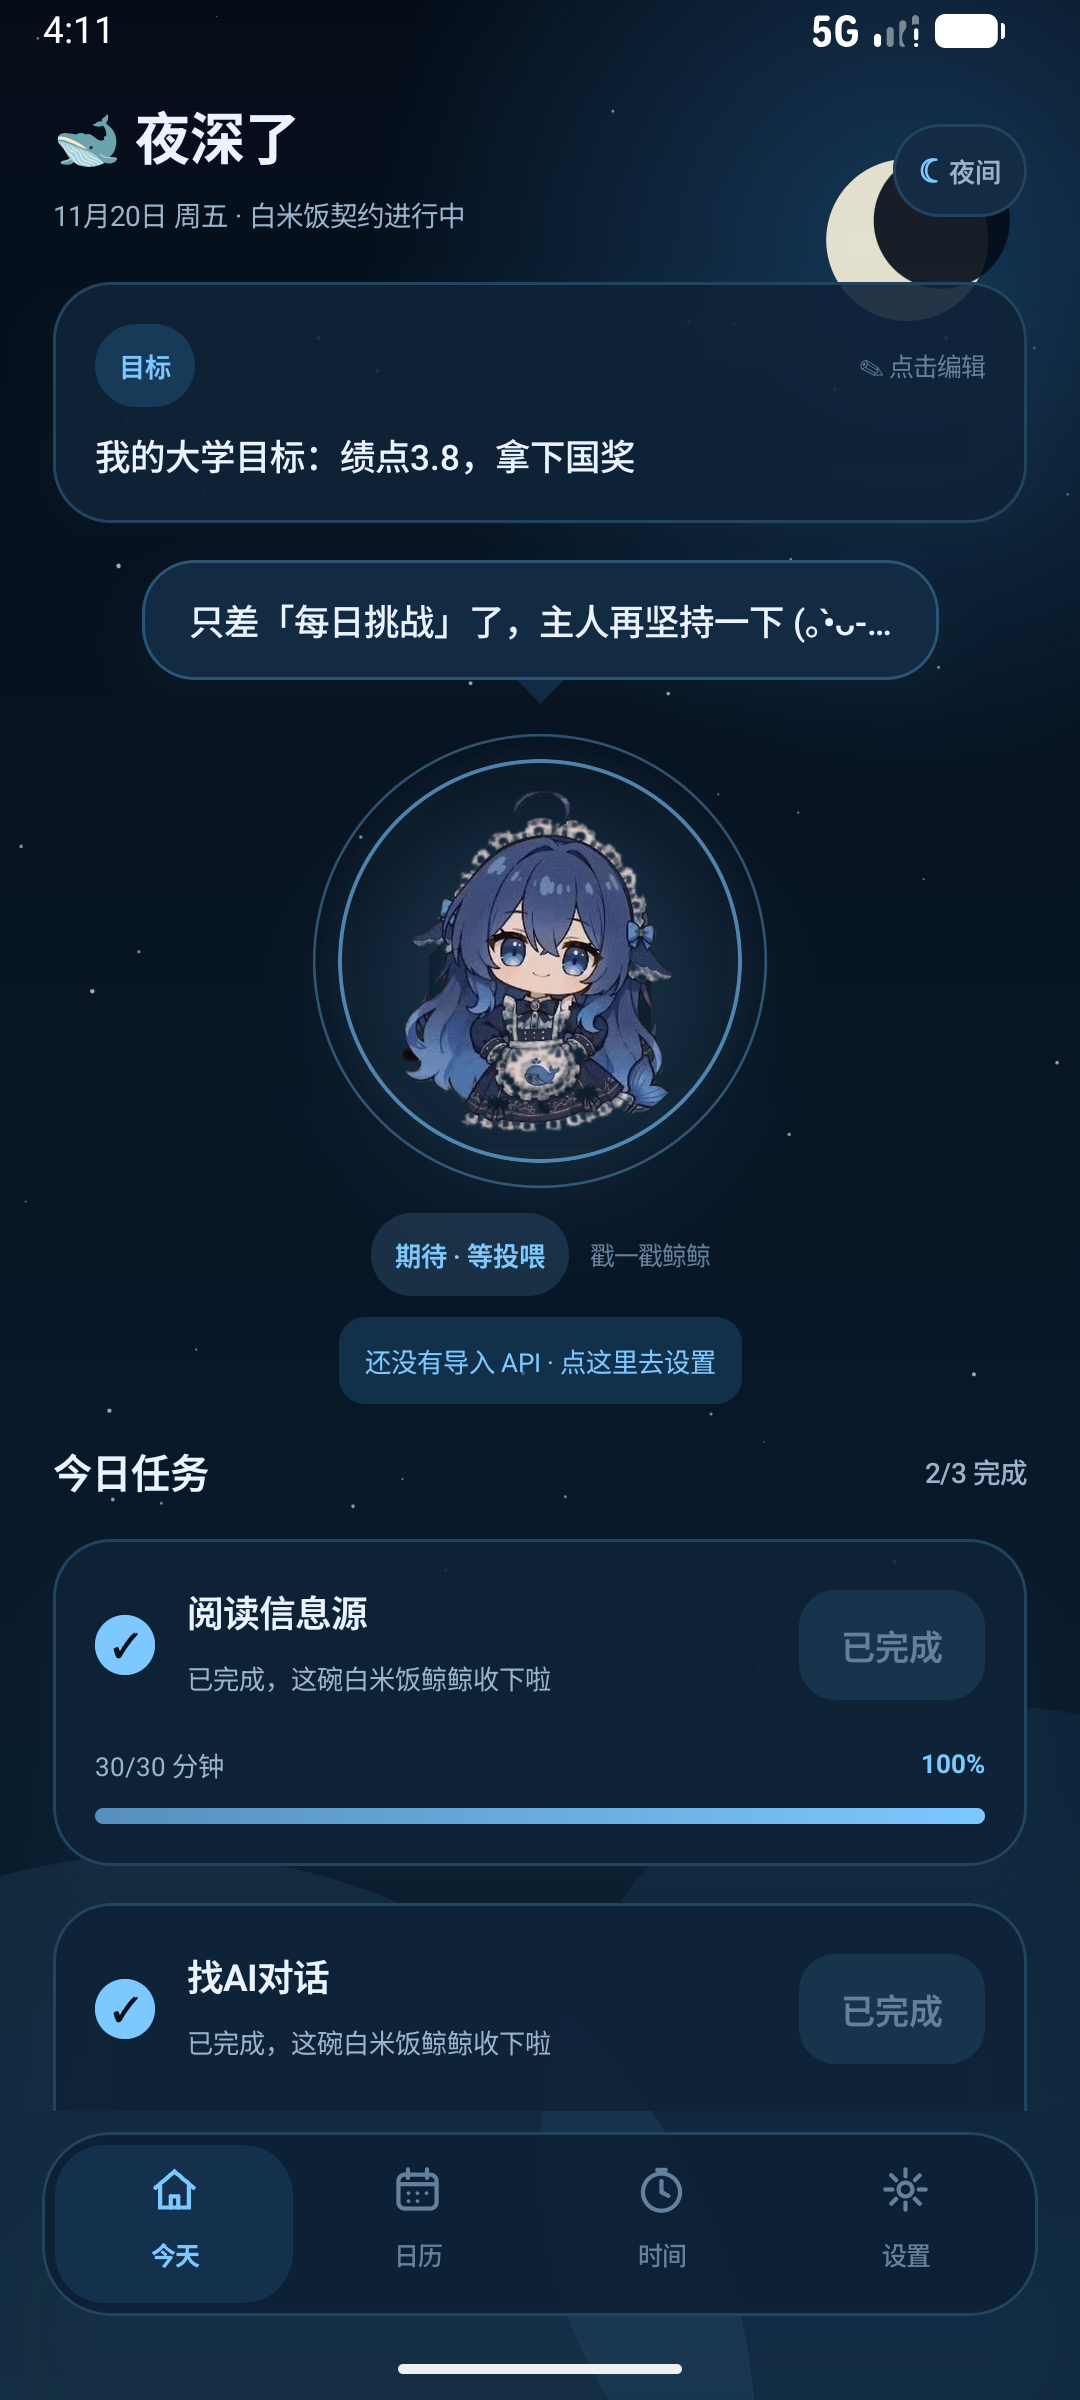 4:11
5G
🐋 夜深了
☾ 夜间
11月20日 周五 · 白米饭契约进行中
目标
✎ 点击编辑
我的大学目标：绩点3.8，拿下国奖
只差「每日挑战」了，主人再坚持一下 (｡•̀ᴗ-…
期待 · 等投喂
戳一戳鲸鲸
还没有导入 API · 点这里去设置
今日任务
2/3 完成
✓
阅读信息源
已完成
已完成，这碗白米饭鲸鲸收下啦
30/30 分钟
100%
✓
找AI对话
已完成
已完成，这碗白米饭鲸鲸收下啦
今天
日历
时间
设置